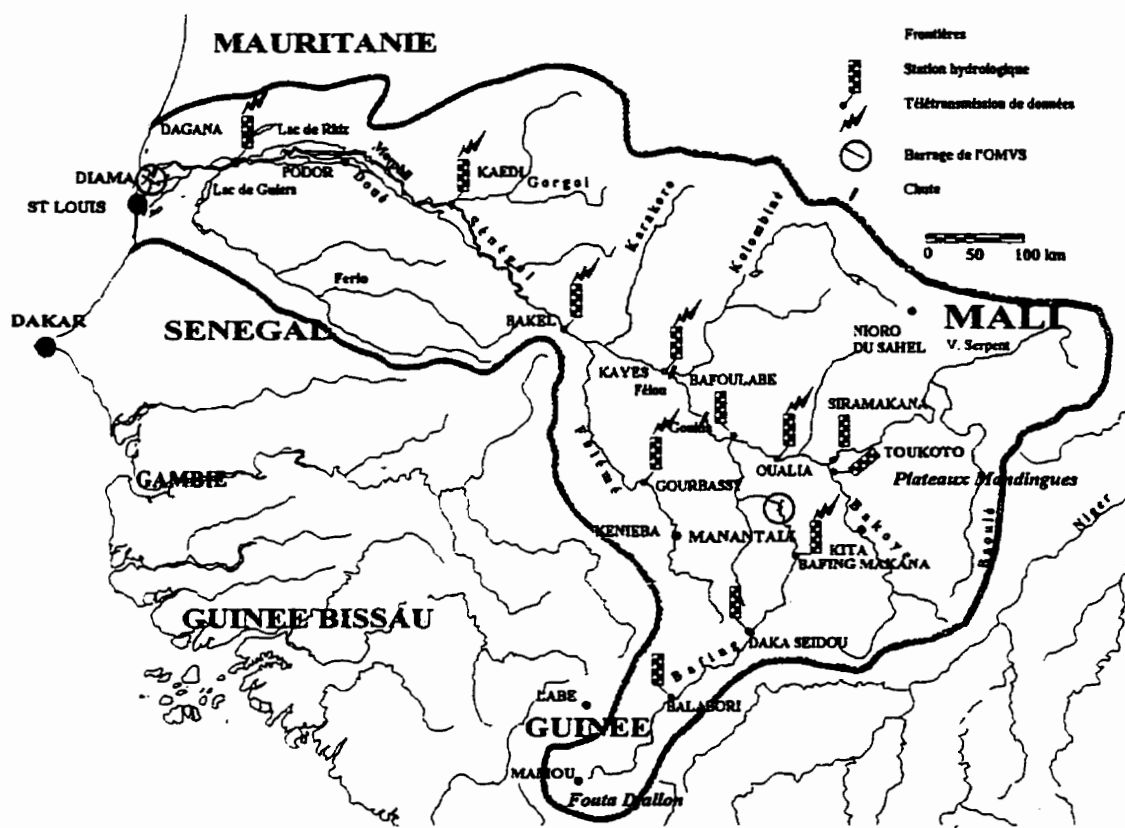 MAURITANIE
Frontières
Station hydrologique
Télétransmission de données
Barrage de l'OMVS
Chute
0 50 100 km
DAGANA
Lac de Rkiz
DIAMA
PODOR
Morphil
KAEDI
Gorgol
Lac de Guiers
Doué
ST LOUIS
Sénégal
Karakoro
Kolombiné
Ferlo
DAKAR
SENEGAL
BAKEL
MALI
NIORO
DU SAHEL
V. Serpent
KAYES
Félou
BAFOULABE
SIRAMAKANA
Gouina
Falémé
OUALIA
TOUKOTO
Plateaux Mandingues
GAMBIE
GOURBASSY
KENIEBA
MANANTALI
Bakoye
KITA
BAFING MAKANA
Baoulé
Niger
GUINEE BISSAU
DAKA SEIDOU
Bafing
LABE
BALABORI
GUINEE
MAMOU
Fouta Djallon